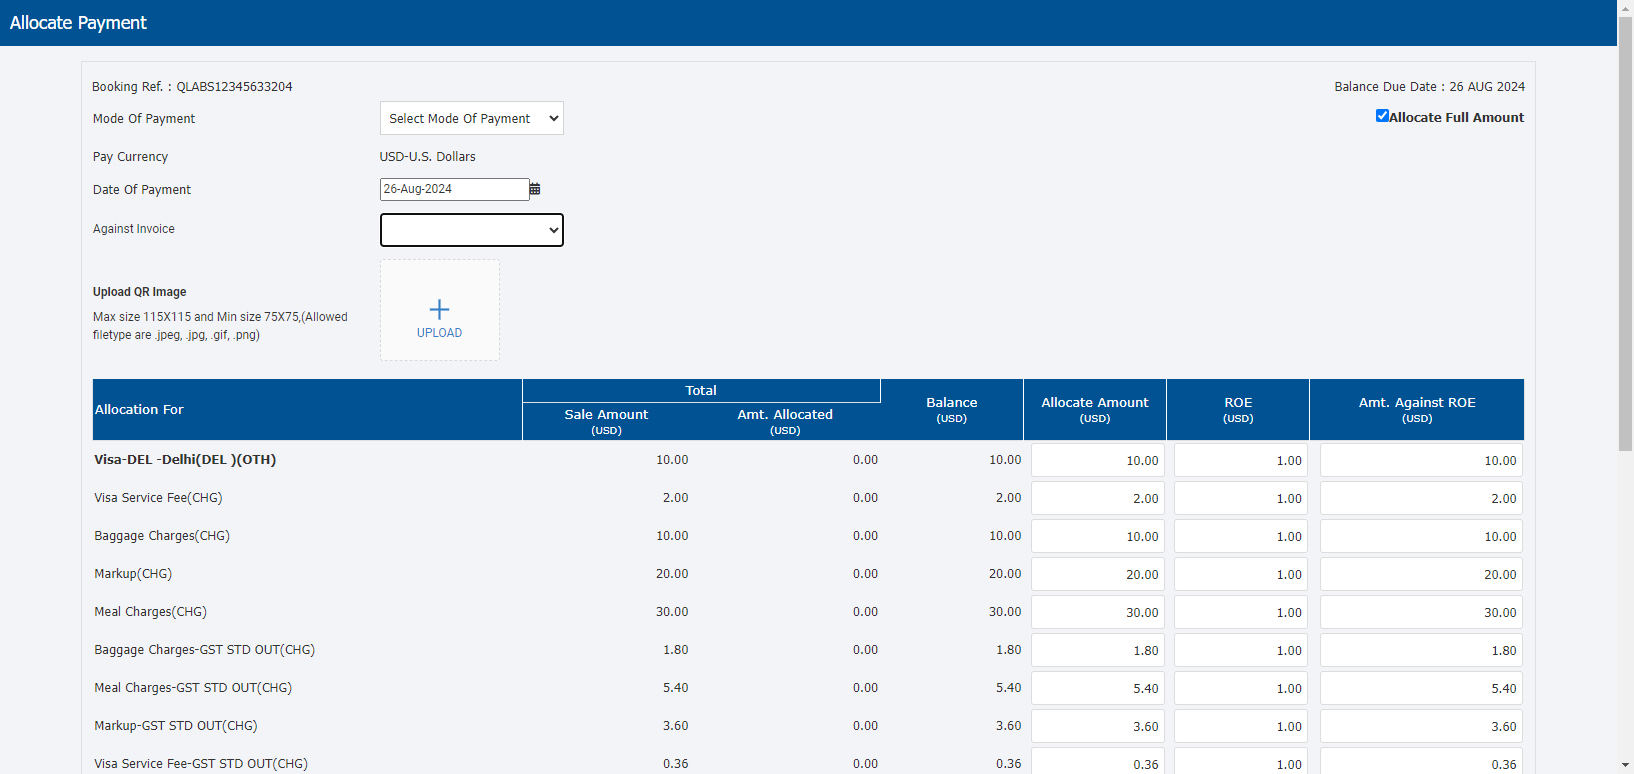 Allocate Payment
Booking Ref. : QLABS12345633204
Balance Due Date : 26 AUG 2024
Mode Of Payment
Select Mode Of Payment
Allocate Full Amount
Pay Currency
USD-U.S. Dollars
Date Of Payment
26-Aug-2024
Against Invoice
Upload QR Image
Max size 115X115 and Min size 75X75,(Allowed
filetype are .jpeg, .jpg, .gif, .png)
UPLOAD
Allocation For
Total
Sale Amount
(USD)
Amt. Allocated
(USD)
Balance
(USD)
Allocate Amount
(USD)
ROE
(USD)
Amt. Against ROE
(USD)
Visa-DEL -Delhi(DEL )(OTH) 10.00 0.00 10.00 10.00 1.00 10.00
Visa Service Fee(CHG) 2.00 0.00 2.00 2.00 1.00 2.00
Baggage Charges(CHG) 10.00 0.00 10.00 10.00 1.00 10.00
Markup(CHG) 20.00 0.00 20.00 20.00 1.00 20.00
Meal Charges(CHG) 30.00 0.00 30.00 30.00 1.00 30.00
Baggage Charges-GST STD OUT(CHG) 1.80 0.00 1.80 1.80 1.00 1.80
Meal Charges-GST STD OUT(CHG) 5.40 0.00 5.40 5.40 1.00 5.40
Markup-GST STD OUT(CHG) 3.60 0.00 3.60 3.60 1.00 3.60
Visa Service Fee-GST STD OUT(CHG) 0.36 0.00 0.36 0.36 1.00 0.36